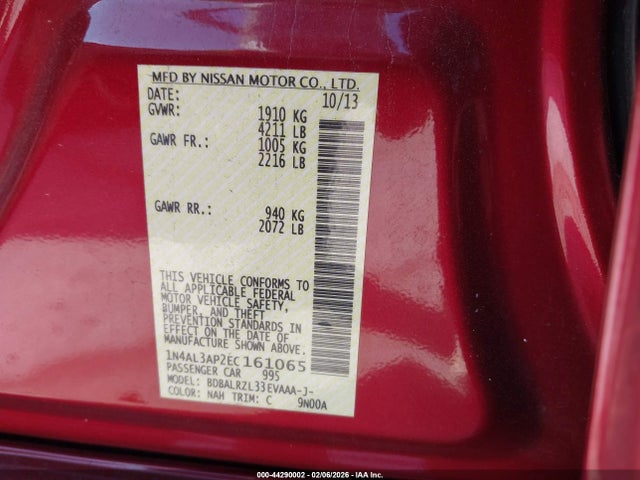 MFD BY NISSAN MOTOR CO., LTD.
DATE: 10/13
GVWR: 1910 KG
4211 LB
GAWR FR.: 1005 KG
2216 LB
GAWR RR.: 940 KG
2072 LB
THIS VEHICLE CONFORMS TO
ALL APPLICABLE FEDERAL
MOTOR VEHICLE SAFETY,
BUMPER, AND THEFT
PREVENTION STANDARDS IN
EFFECT ON THE DATE OF
MANUFACTURE SHOWN ABOVE.
1N4AL3AP2EC161065
PASSENGER CAR 995
MODEL: BDBALRZL33EVAAA-J-
COLOR: NAH TRIM: C 9N00A
000-44290002 - 02/06/2026 - IAA Inc.